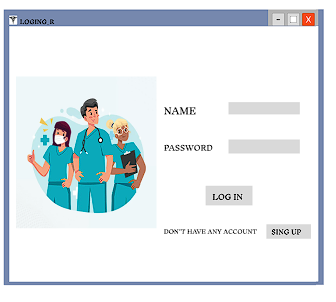 LOGING_R
NAME
PASSWORD
LOG IN
DON"T HAVE ANY ACCOUNT
SING UP